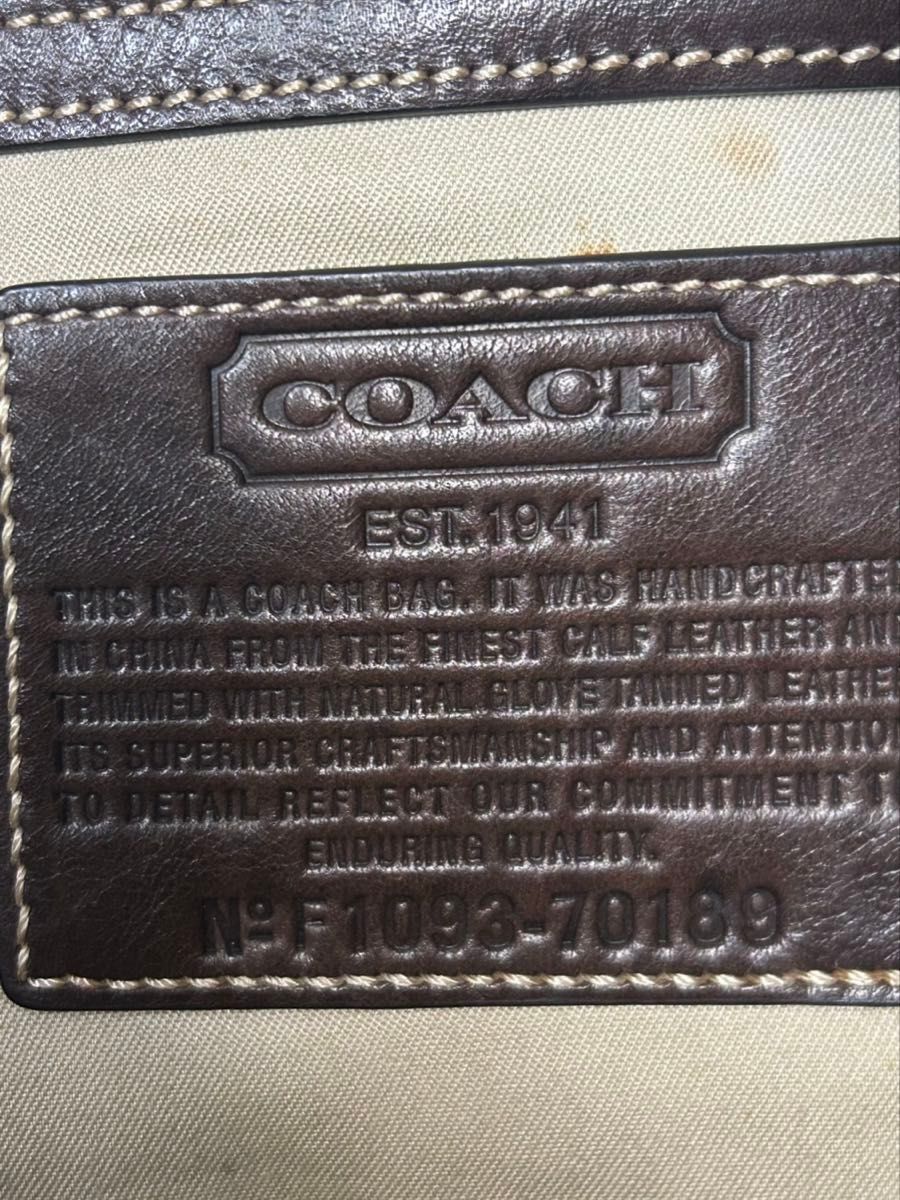 COACH
EST. 1941
THIS IS A COACH BAG. IT WAS HANDCRAFTED
IN CHINA FROM THE FINEST CALF LEATHER AND
TRIMMED WITH NATURAL GLOVE TANNED LEATHER
ITS SUPERIOR CRAFTSMANSHIP AND ATTENTION
TO DETAIL REFLECT OUR COMMITMENT T
ENDURING QUALITY.
Nº F1093-70189